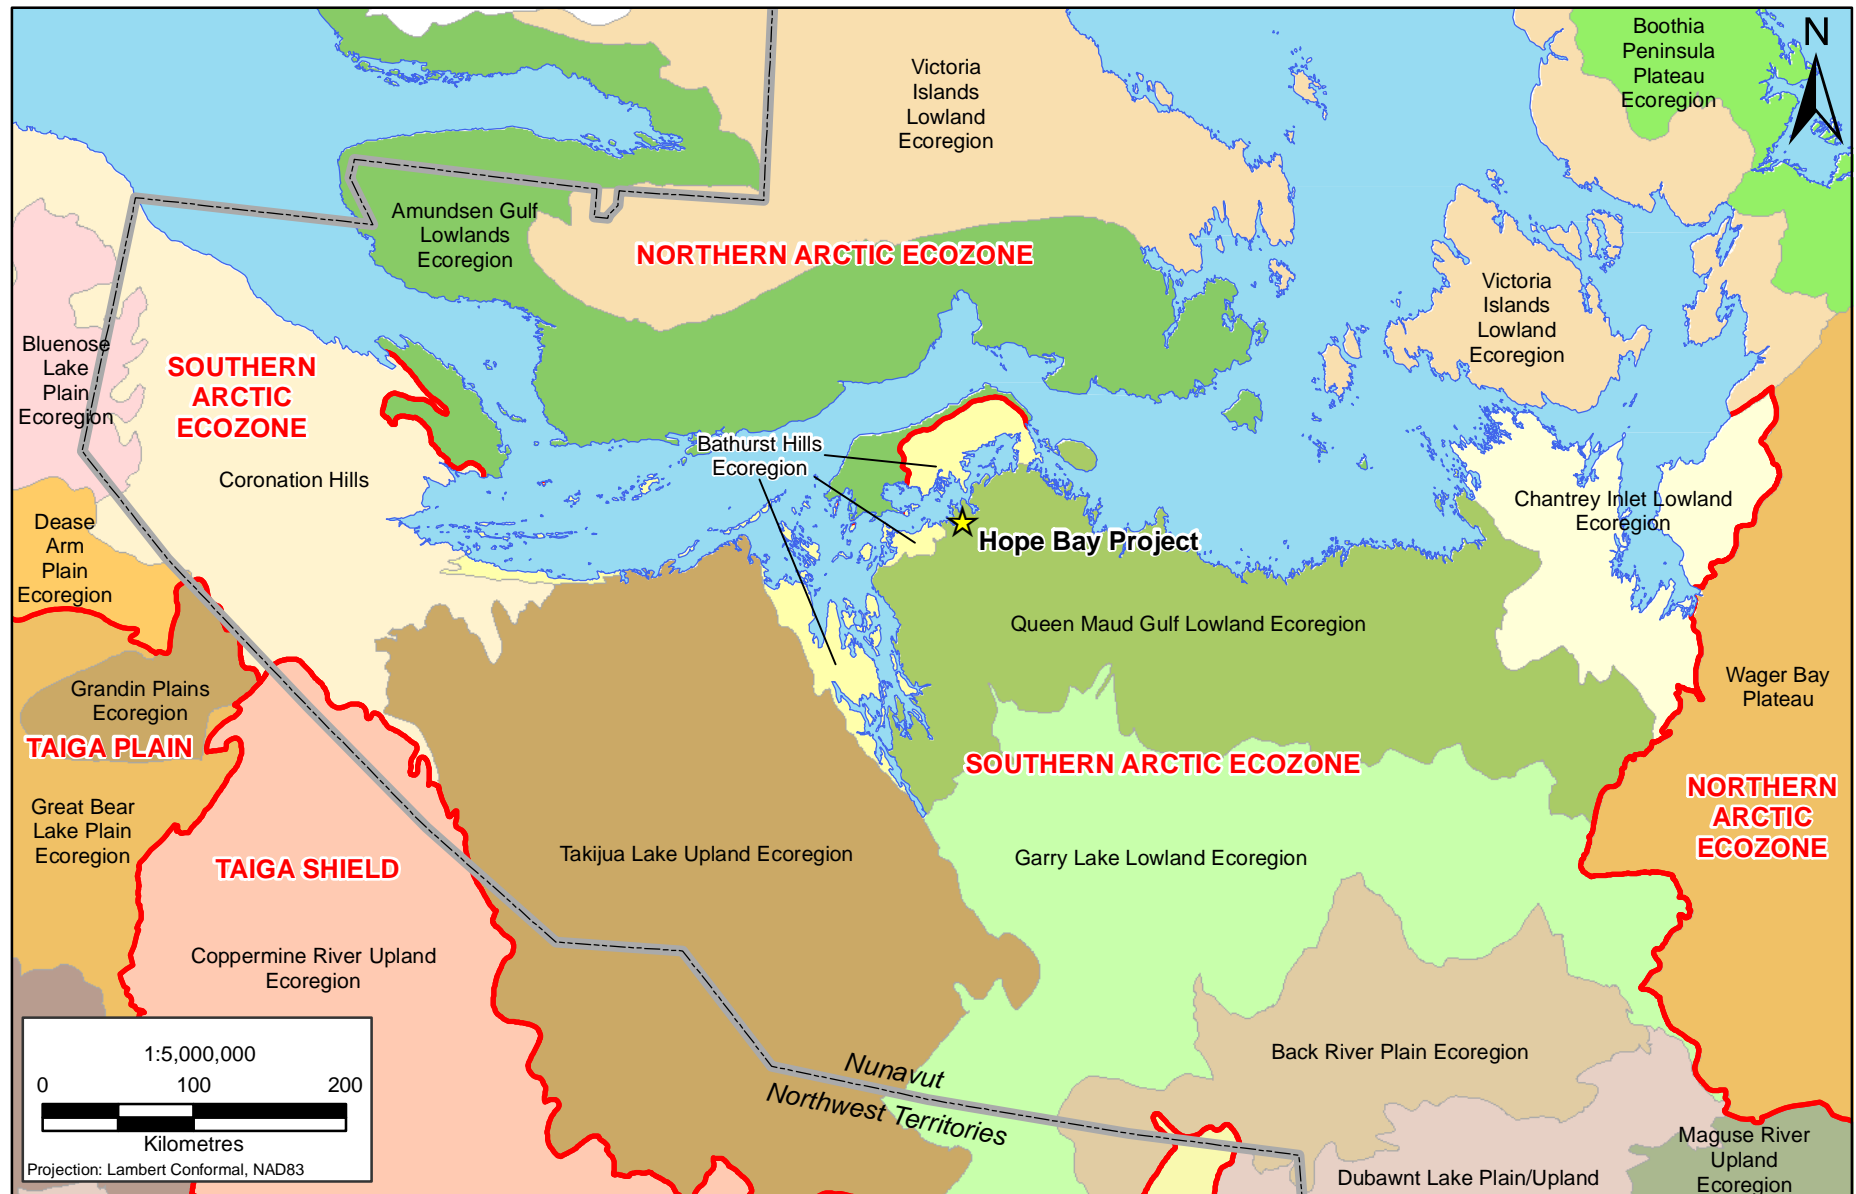 Boothia
Peninsula
Plateau
Ecoregion
N
Victoria
Islands
Lowland
Ecoregion
Amundsen Gulf
Lowlands
Ecoregion
NORTHERN ARCTIC ECOZONE
Victoria
Islands
Lowland
Ecoregion
Bluenose
Lake
Plain
Ecoregion
SOUTHERN
ARCTIC
ECOZONE
Coronation Hills
Bathurst Hills
Ecoregion
Chantrey Inlet Lowland
Ecoregion
Dease
Arm
Plain
Ecoregion
Hope Bay Project
Queen Maud Gulf Lowland Ecoregion
Grandin Plains
Ecoregion
Wager Bay
Plateau
TAIGA PLAIN
SOUTHERN ARCTIC ECOZONE
NORTHERN
ARCTIC
ECOZONE
Great Bear
Lake Plain
Ecoregion
TAIGA SHIELD
Takijua Lake Upland Ecoregion
Garry Lake Lowland Ecoregion
Coppermine River Upland
Ecoregion
Back River Plain Ecoregion
Nunavut
Northwest Territories
1:5,000,000
0 100 200
Kilometres
Projection: Lambert Conformal, NAD83
Maguse River
Upland
Ecoregion
Dubawnt Lake Plain/Upland